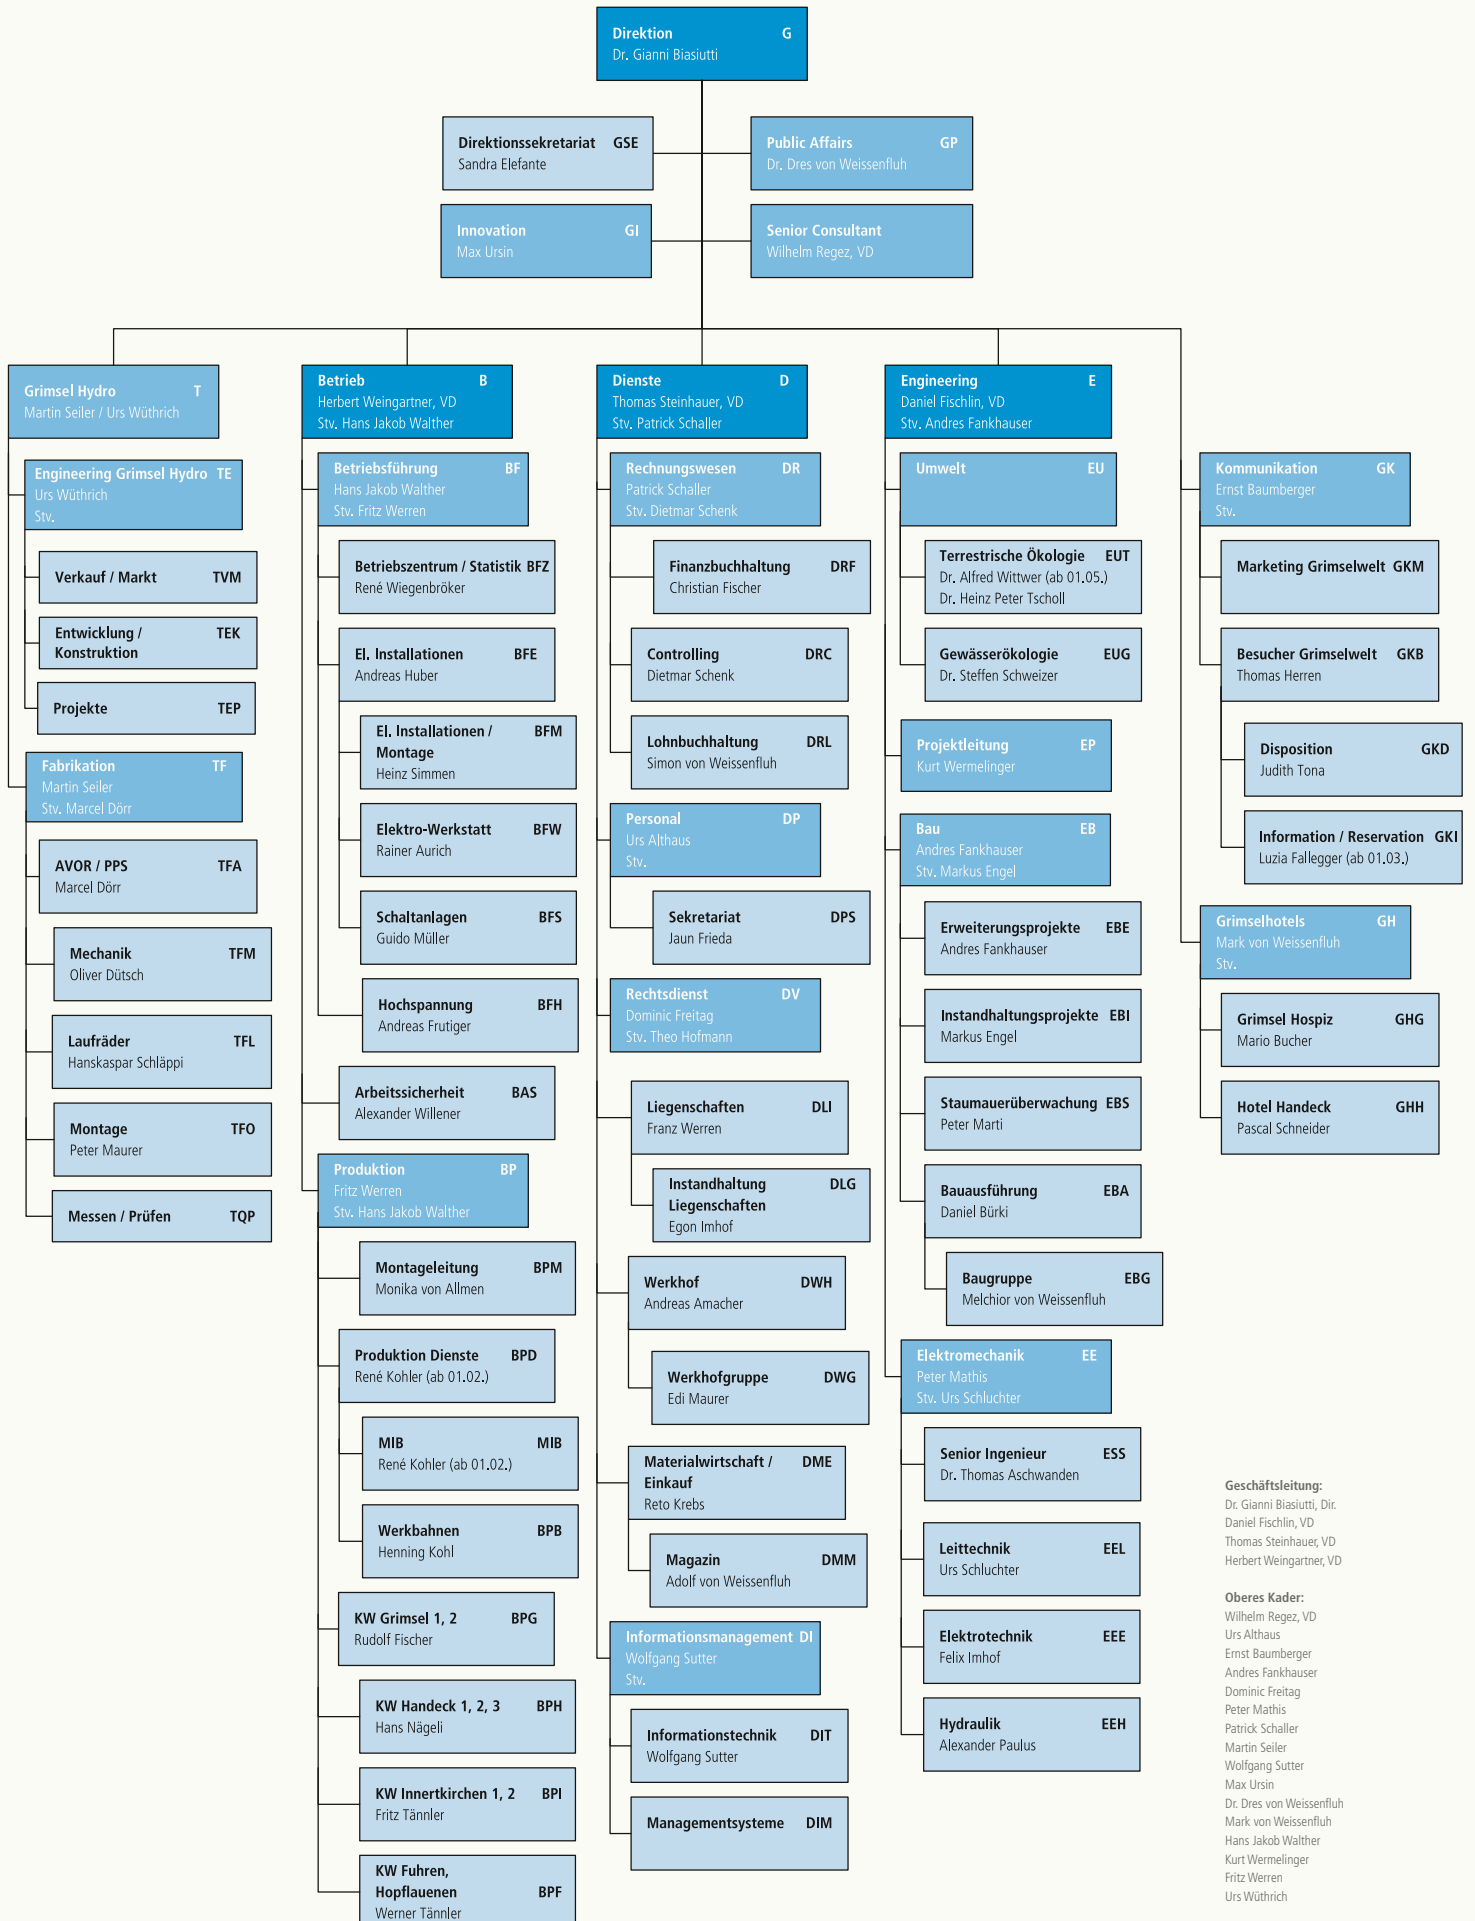 Direktion G
Dr. Gianni Biasiutti
Direktionssekretariat GSE
Sandra Elefante
Public Affairs GP
Dr. Dres von Weissenfluh
Innovation GI
Max Ursin
Senior Consultant
Wilhelm Regez, VD
Grimsel Hydro T
Martin Seiler / Urs Wüthrich
Engineering Grimsel Hydro TE
Urs Wüthrich
Stv.
Verkauf / Markt TVM
Entwicklung / TEK
Konstruktion
Projekte TEP
Fabrikation TF
Martin Seiler
Stv. Marcel Dörr
AVOR / PPS TFA
Marcel Dörr
Mechanik TFM
Oliver Dütsch
Laufräder TFL
Hanskaspar Schläppi
Montage TFO
Peter Maurer
Messen / Prüfen TQP
Betrieb B
Herbert Weingartner, VD
Stv. Hans Jakob Walther
Betriebsführung BF
Hans Jakob Walther
Stv. Fritz Werren
Betriebszentrum / Statistik BFZ
René Wiegenbröker
El. Installationen BFE
Andreas Huber
El. Installationen / BFM
Montage
Heinz Simmen
Elektro-Werkstatt BFW
Rainer Aurich
Schaltanlagen BFS
Guido Müller
Hochspannung BFH
Andreas Frutiger
Arbeitssicherheit BAS
Alexander Willener
Produktion BP
Fritz Werren
Stv. Hans Jakob Walther
Montageleitung BPM
Monika von Allmen
Produktion Dienste BPD
René Kohler (ab 01.02.)
MIB MIB
René Kohler (ab 01.02.)
Werkbahnen BPB
Henning Kohl
KW Grimsel 1, 2 BPG
Rudolf Fischer
KW Handeck 1, 2, 3 BPH
Hans Nägeli
KW Innertkirchen 1, 2 BPI
Fritz Tännler
KW Fuhren,
Hopflauenen BPF
Werner Tännler
Dienste D
Thomas Steinhauer, VD
Stv. Patrick Schaller
Rechnungswesen DR
Patrick Schaller
Stv. Dietmar Schenk
Finanzbuchhaltung DRF
Christian Fischer
Controlling DRC
Dietmar Schenk
Lohnbuchhaltung DRL
Simon von Weissenfluh
Personal DP
Urs Althaus
Stv.
Sekretariat DPS
Jaun Frieda
Rechtsdienst DV
Dominic Freitag
Stv. Theo Hofmann
Liegenschaften DLI
Franz Werren
Instandhaltung DLG
Liegenschaften
Egon Imhof
Werkhof DWH
Andreas Amacher
Werkhofgruppe DWG
Edi Maurer
Materialwirtschaft / DME
Einkauf
Reto Krebs
Magazin DMM
Adolf von Weissenfluh
Informationsmanagement DI
Wolfgang Sutter
Stv.
Informationstechnik DIT
Wolfgang Sutter
Managementsysteme DIM
Engineering E
Daniel Fischlin, VD
Stv. Andres Fankhauser
Umwelt EU
Terrestrische Ökologie EUT
Dr. Alfred Wittwer (ab 01.05.)
Dr. Heinz Peter Tscholl
Gewässerökologie EUG
Dr. Steffen Schweizer
Projektleitung EP
Kurt Wermelinger
Bau EB
Andres Fankhauser
Stv. Markus Engel
Erweiterungsprojekte EBE
Andres Fankhauser
Instandhaltungsprojekte EBI
Markus Engel
Staumauerüberwachung EBS
Peter Marti
Bauausführung EBA
Daniel Bürki
Baugruppe EBG
Melchior von Weissenfluh
Elektromechanik EE
Peter Mathis
Stv. Urs Schluchter
Senior Ingenieur ESS
Dr. Thomas Aschwanden
Leittechnik EEL
Urs Schluchter
Elektrotechnik EEE
Felix Imhof
Hydraulik EEH
Alexander Paulus
Kommunikation GK
Ernst Baumberger
Stv.
Marketing Grimselwelt GKM
Besucher Grimselwelt GKB
Thomas Herren
Disposition GKD
Judith Tona
Information / Reservation GKI
Luzia Fallegger (ab 01.03.)
Grimselhotels GH
Mark von Weissenfluh
Stv.
Grimsel Hospiz GHG
Mario Bucher
Hotel Handeck GHH
Pascal Schneider
Geschäftsleitung:
Dr. Gianni Biasutti, Dir.
Daniel Fischlin, VD
Thomas Steinhauer, VD
Herbert Weingartner, VD
Oberes Kader:
Wilhelm Regez, VD
Urs Althaus
Ernst Baumberger
Andres Fankhauser
Dominic Freitag
Peter Mathis
Patrick Schaller
Martin Seiler
Wolfgang Sutter
Max Ursin
Dr. Dres von Weissenfluh
Mark von Weissenfluh
Hans Jakob Walther
Kurt Wermelinger
Fritz Werren
Urs Wüthrich